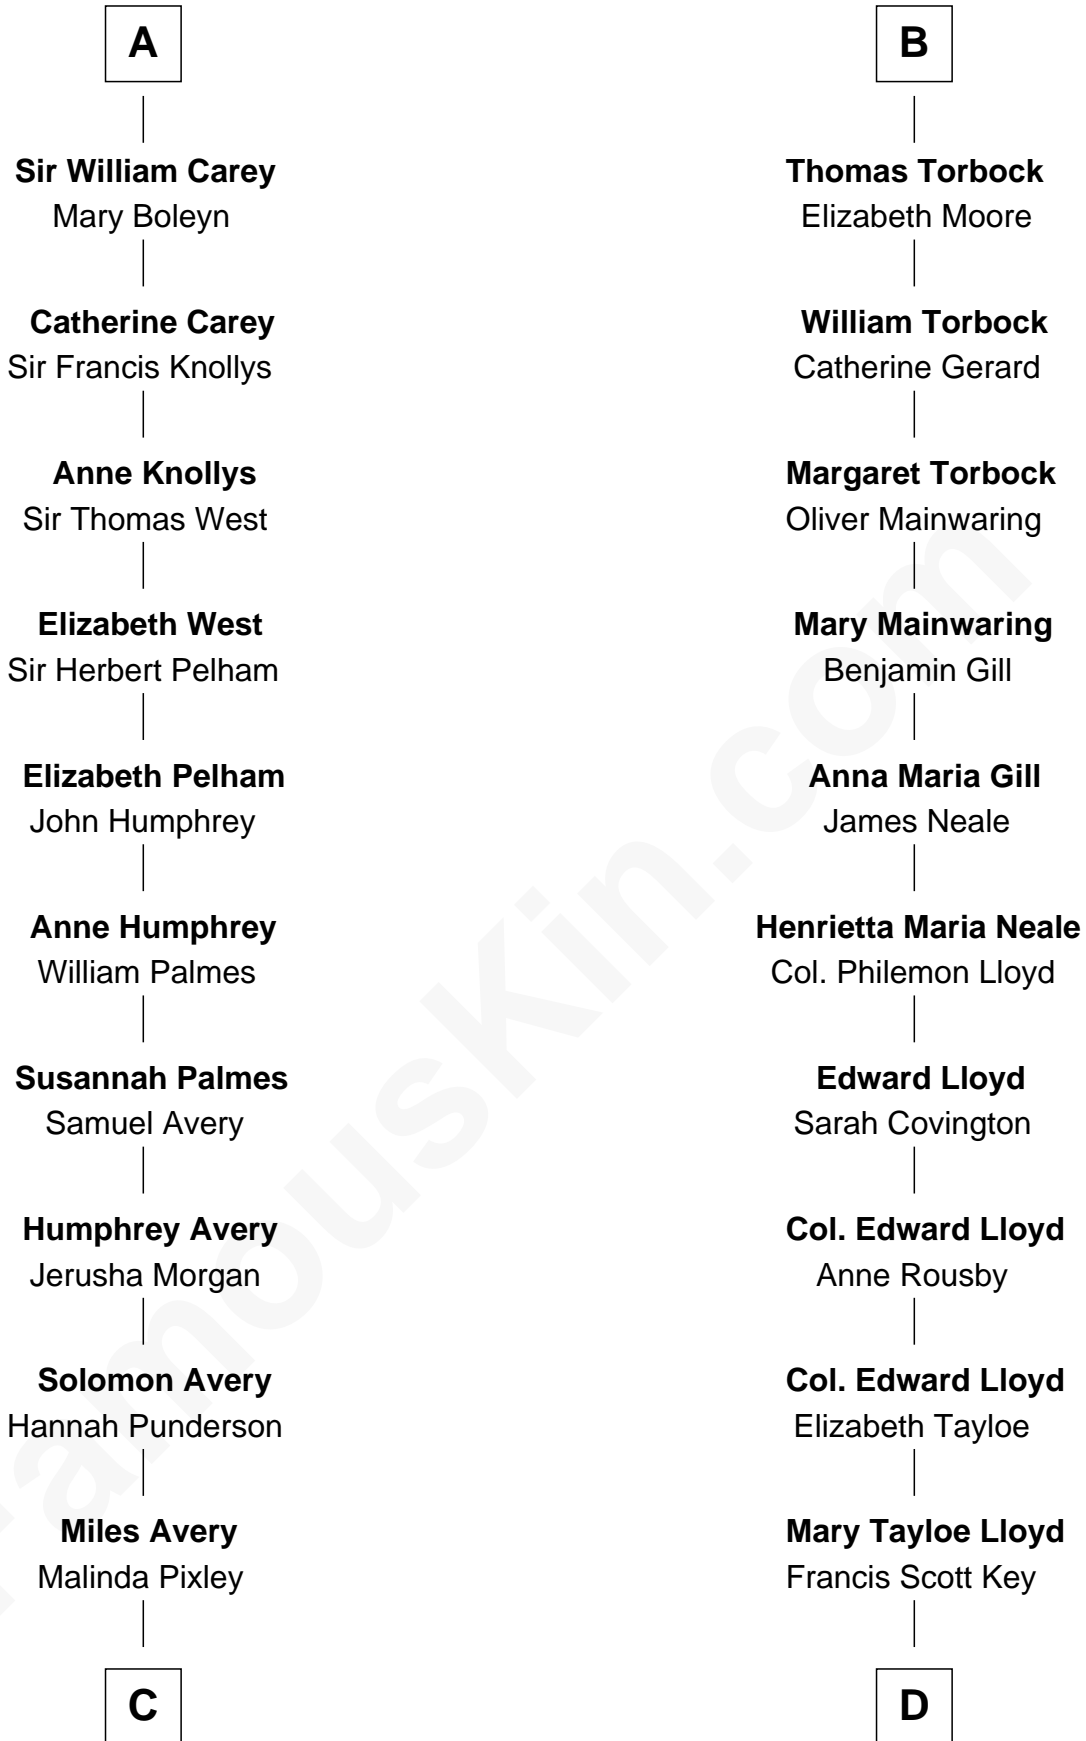 A
Sir William Carey
Mary Boleyn
Catherine Carey
Sir Francis Knollys
Anne Knollys
Sir Thomas West
Elizabeth West
Sir Herbert Pelham
Elizabeth Pelham
John Humphrey
Anne Humphrey
William Palmes
Susannah Palmes
Samuel Avery
Humphrey Avery
Jerusha Morgan
Solomon Avery
Hannah Punderson
Miles Avery
Malinda Pixley
C
B
Thomas Torbock
Elizabeth Moore
William Torbock
Catherine Gerard
Margaret Torbock
Oliver Mainwaring
Mary Mainwaring
Benjamin Gill
Anna Maria Gill
James Neale
Henrietta Maria Neale
Col. Philemon Lloyd
Edward Lloyd
Sarah Covington
Col. Edward Lloyd
Anne Rousby
Col. Edward Lloyd
Elizabeth Tayloe
Mary Tayloe Lloyd
Francis Scott Key
D
FamousKin.com